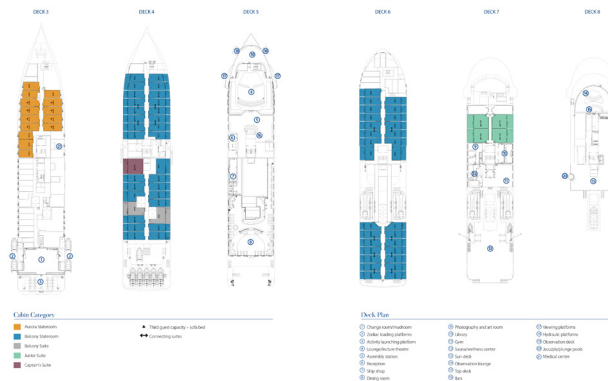 DECK 3
DECK 4
DECK 5
DECK 6
DECK 7
DECK 8
Cabin Category
Aurora Stateroom
Balcony Stateroom
Balcony Suite
Junior Suite
Captain's Suite
Third guest capacity – sofa bed
Connecting suites
Deck Plan
Change room/mudroom
Zodiac loading platforms
Activity launching platform
Lounge/lecture theatre
Assembly station
Reception
Ship shop
Dining room
Photography and art room
Library
Gym
Sauna/wellness center
Sun deck
Observation lounge
Top deck
Bars
Viewing platforms
Hydraulic platforms
Observation deck
Jacuzzis/plunge pools
Medical centre